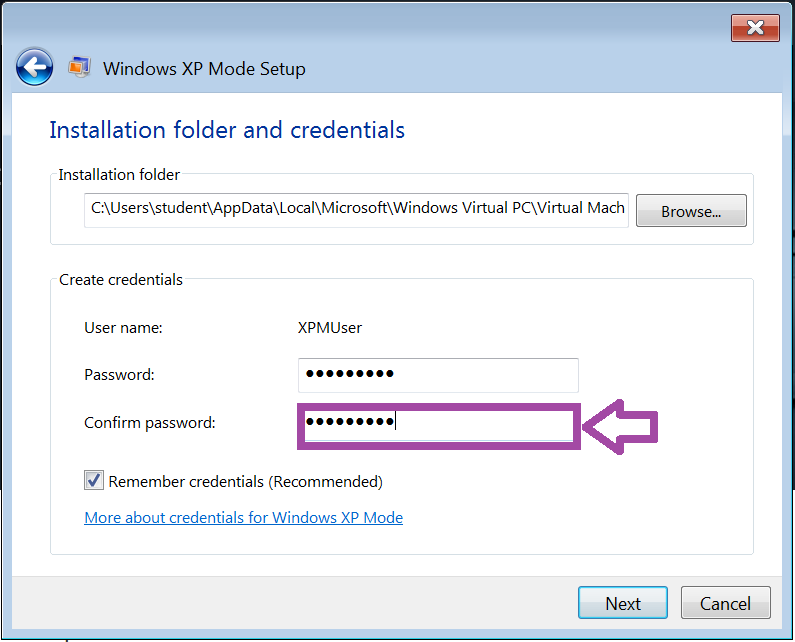 Windows XP Mode Setup
Installation folder and credentials
Installation folder
C:\Users\student\AppData\Local\Microsoft\Windows Virtual PC\Virtual Mach
Browse...
Create credentials
User name: XPMUser
Password: ●●●●●●●●●
Confirm password: ●●●●●●●●●
Remember credentials (Recommended)
More about credentials for Windows XP Mode
Next Cancel